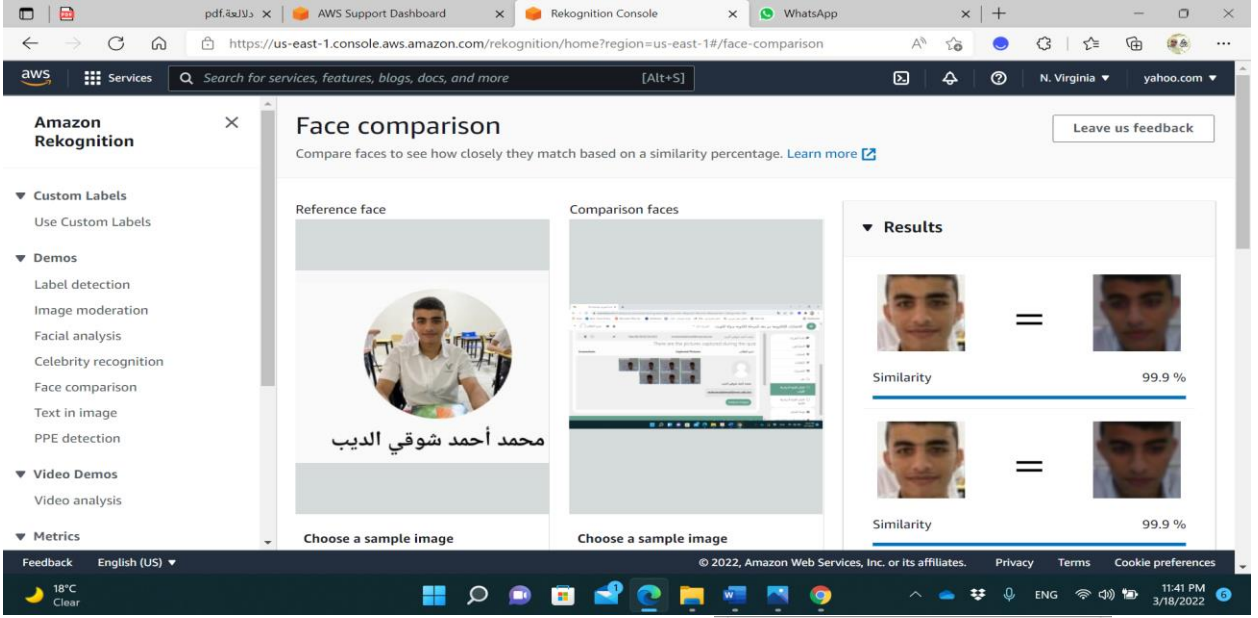 دلالعة.pdf
AWS Support Dashboard
Rekognition Console
WhatsApp
https://us-east-1.console.aws.amazon.com/rekognition/home?region=us-east-1#/face-comparison
aws
Services
Search for services, features, blogs, docs, and more [Alt+S]
N. Virginia ▼
yahoo.com ▼
Amazon
Rekognition
Custom Labels
Use Custom Labels
Demos
Label detection
Image moderation
Facial analysis
Celebrity recognition
Face comparison
Text in image
PPE detection
Video Demos
Video analysis
Metrics
Face comparison
Leave us feedback
Compare faces to see how closely they match based on a similarity percentage. Learn more
Reference face
محمد أحمد شوقي الديب
Choose a sample image
Comparison faces
Choose a sample image
Results
=
Similarity 99.9 %
=
Similarity 99.9 %
Feedback English (US) ▼ © 2022, Amazon Web Services, Inc. or its affiliates. Privacy Terms Cookie preferences
18°C
Clear
ENG
11:41 PM
3/18/2022
6